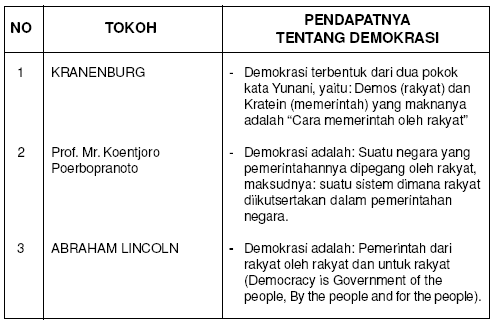 NO TOKOH PENDAPATNYA
TENTANG DEMOKRASI
1 KRANENBURG - Demokrasi terbentuk dari dua pokok
kata Yunani, yaitu: Demos (rakyat) dan
Kratein (memerintah) yang maknanya
adalah “Cara memerintah oleh rakyat”
2 Prof. Mr. Koentjoro - Demokrasi adalah: Suatu negara yang
Poerbopranoto pemerintahannya dipegang oleh rakyat,
maksudnya: suatu sistem dimana rakyat
diikutsertakan dalam pemerintahan
negara.
3 ABRAHAM LINCOLN - Demokrasi adalah: Pemerintah dari
rakyat oleh rakyat dan untuk rakyat
(Democracy is Government of the
people, By the people and for the people).